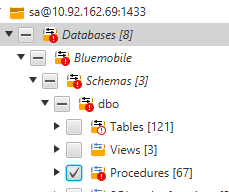 sa@10.92.162.69:1433
Databases [8]
Bluemobile
Schemas [3]
dbo
Tables [121]
Views [3]
Procedures [67]